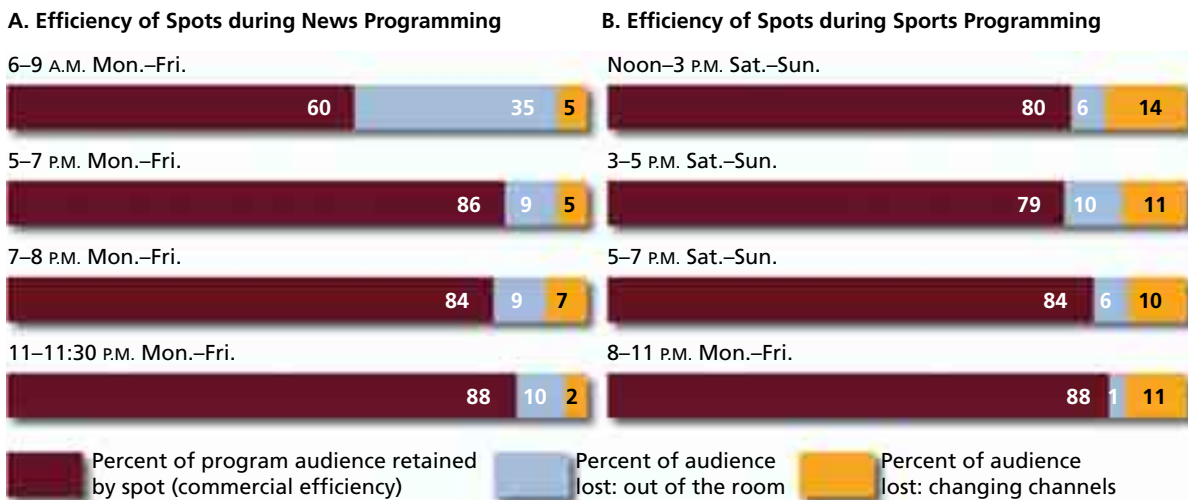 A. Efficiency of Spots during News Programming
6–9 A.M. Mon.–Fri.
60 35 5
5–7 P.M. Mon.–Fri.
86 9 5
7–8 P.M. Mon.–Fri.
84 9 7
11–11:30 P.M. Mon.–Fri.
88 10 2
B. Efficiency of Spots during Sports Programming
Noon–3 P.M. Sat.–Sun.
80 6 14
3–5 P.M. Sat.–Sun.
79 10 11
5–7 P.M. Sat.–Sun.
84 6 10
8–11 P.M. Mon.–Fri.
88 1 11
Percent of program audience retained
by spot (commercial efficiency)
Percent of audience
lost: out of the room
Percent of audience
lost: changing channels